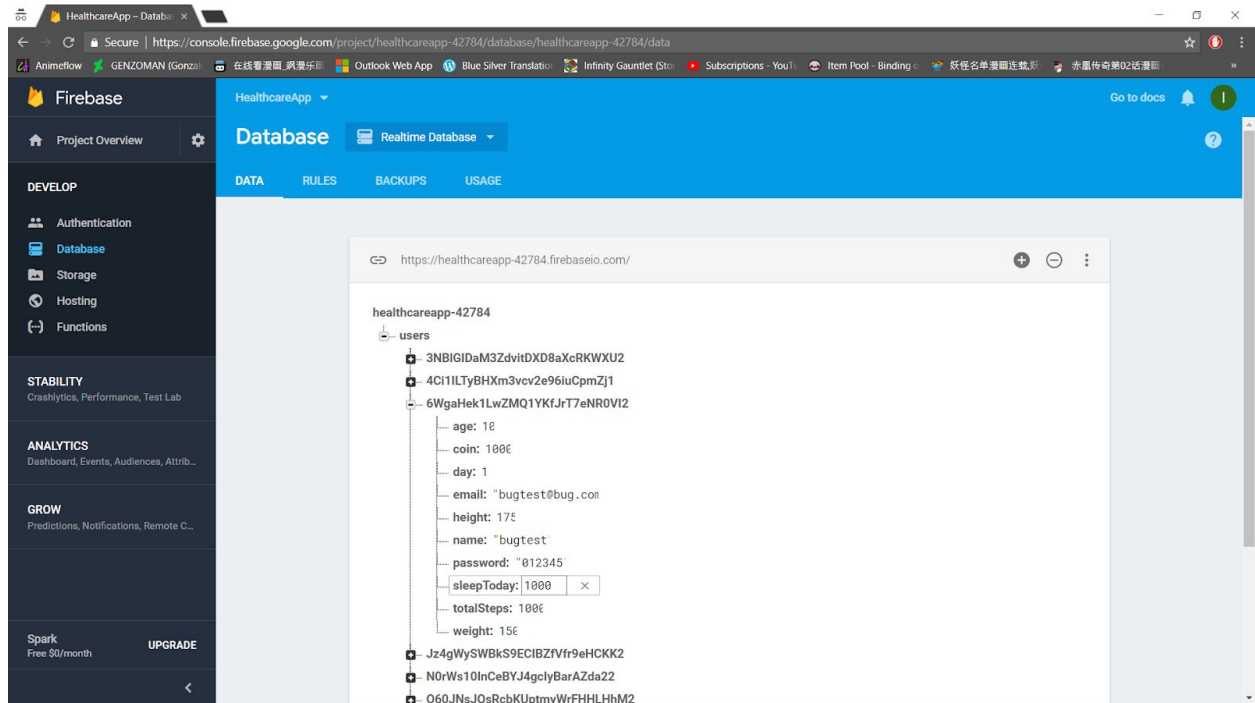 HealthcareApp – Databa
Secure | https://console.firebase.google.com/project/healthcareapp-42784/database/healthcareapp-42784/data
Animeflow GENZOMAN (Gonzal 在线看漫画_飒漫乐 Outlook Web App Blue Silver Translatio Infinity Gauntlet (Sto Subscriptions - YouT Item Pool - Binding o 妖怪名单漫画连载,妖 赤墨传奇第02话漫画 »
Firebase
HealthcareApp
Go to docs
I
Project Overview
Database
Realtime Database
?
DATA RULES BACKUPS USAGE
DEVELOP
Authentication
Database
Storage
Hosting
Functions
STABILITY
Crashlytics, Performance, Test Lab
ANALYTICS
Dashboard, Events, Audiences, Attrib...
GROW
Predictions, Notifications, Remote C...
Spark
Free $0/month
UPGRADE
https://healthcareapp-42784.firebaseio.com/
healthcareapp-42784
users
3NBIGIDaM3ZdvitDXD8aXcRKWXU2
4Ci1ILTyBHXm3vcv2e96iuCpmZj1
6WgaHek1LwZMQ1YKfJrT7eNR0VI2
age: 10
coin: 1000
day: 1
email: "bugtest@bug.com
height: 175
name: "bugtest
password: "012345
sleepToday: 1000
totalSteps: 1000
weight: 150
Jz4gWySWBkS9ECIBZfVfr9eHCKK2
N0rWs10InCeBYJ4gclyBarAZda22
O60JNsJOsRcbKUptmyWrFHHLHhM2